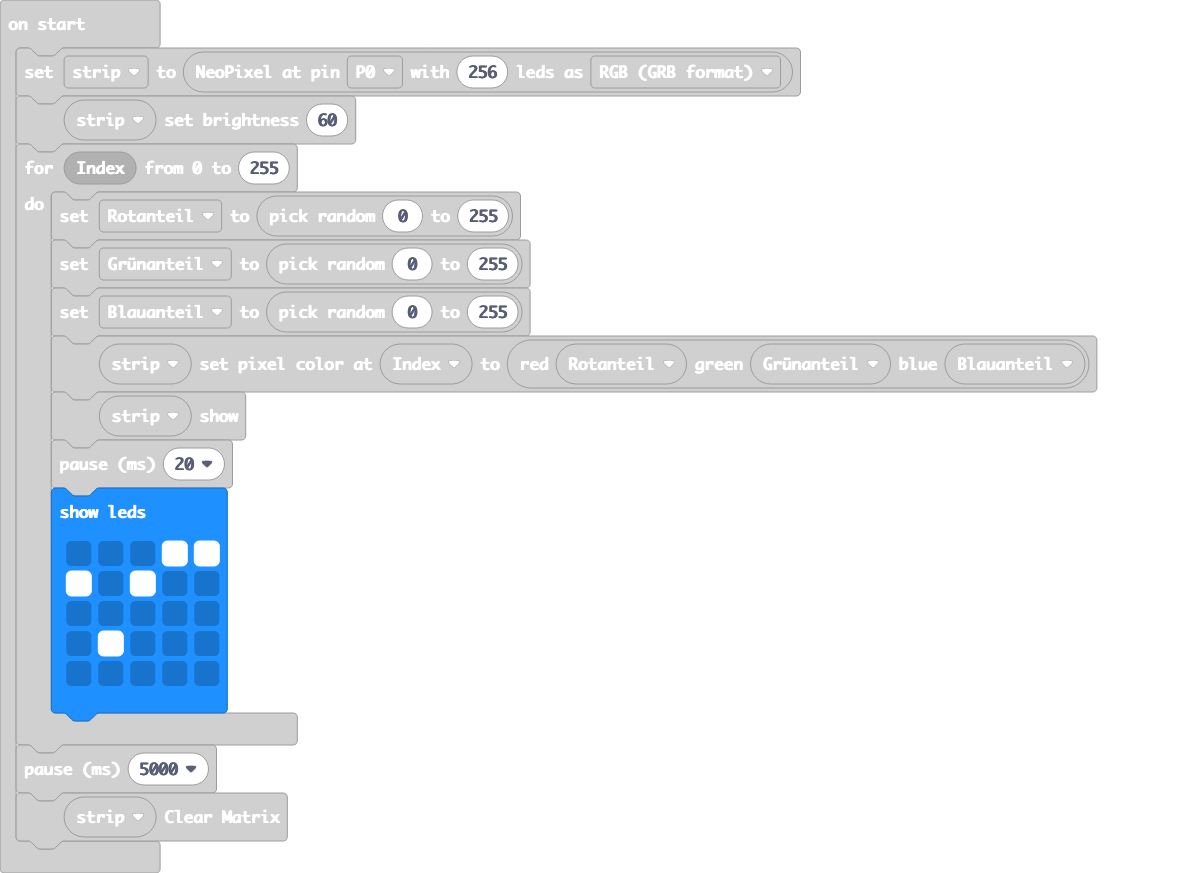 on start
set strip to NeoPixel at pin P0 with 256 leds as RGB (GRB format)
strip set brightness 60
for Index from 0 to 255
do
set Rotanteil to pick random 0 to 255
set Grünanteil to pick random 0 to 255
set Blauanteil to pick random 0 to 255
strip set pixel color at Index to red Rotanteil green Grünanteil blue Blauanteil
strip show
pause (ms) 20
show leds
pause (ms) 5000
strip Clear Matrix